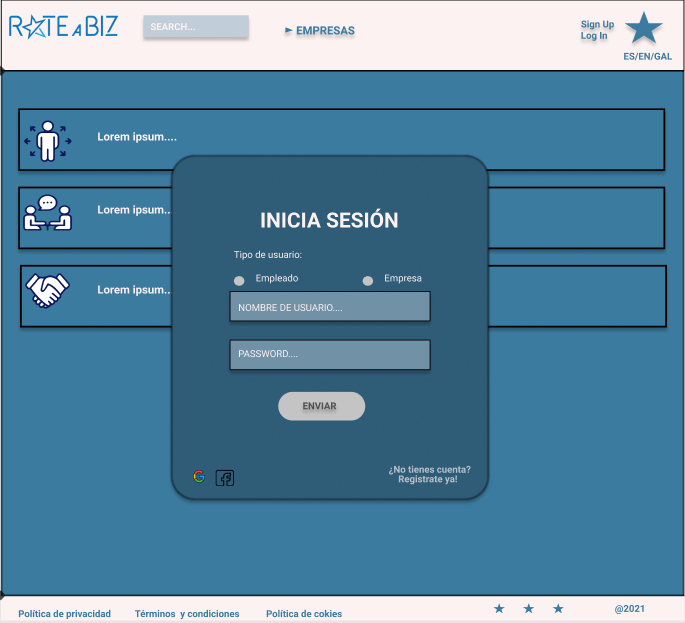 RATE A BIZ
SEARCH...
► EMPRESAS
Sign Up
Log In
ES/EN/GAL
Lorem ipsum....
Lorem ipsum..
Lorem ipsum..
INICIA SESIÓN
Tipo de usuario:
Empleado
Empresa
NOMBRE DE USUARIO....
PASSWORD....
ENVIAR
¿No tienes cuenta?
Registrate ya!
Política de privacidad
Términos y condiciones
Política de cokies
@2021